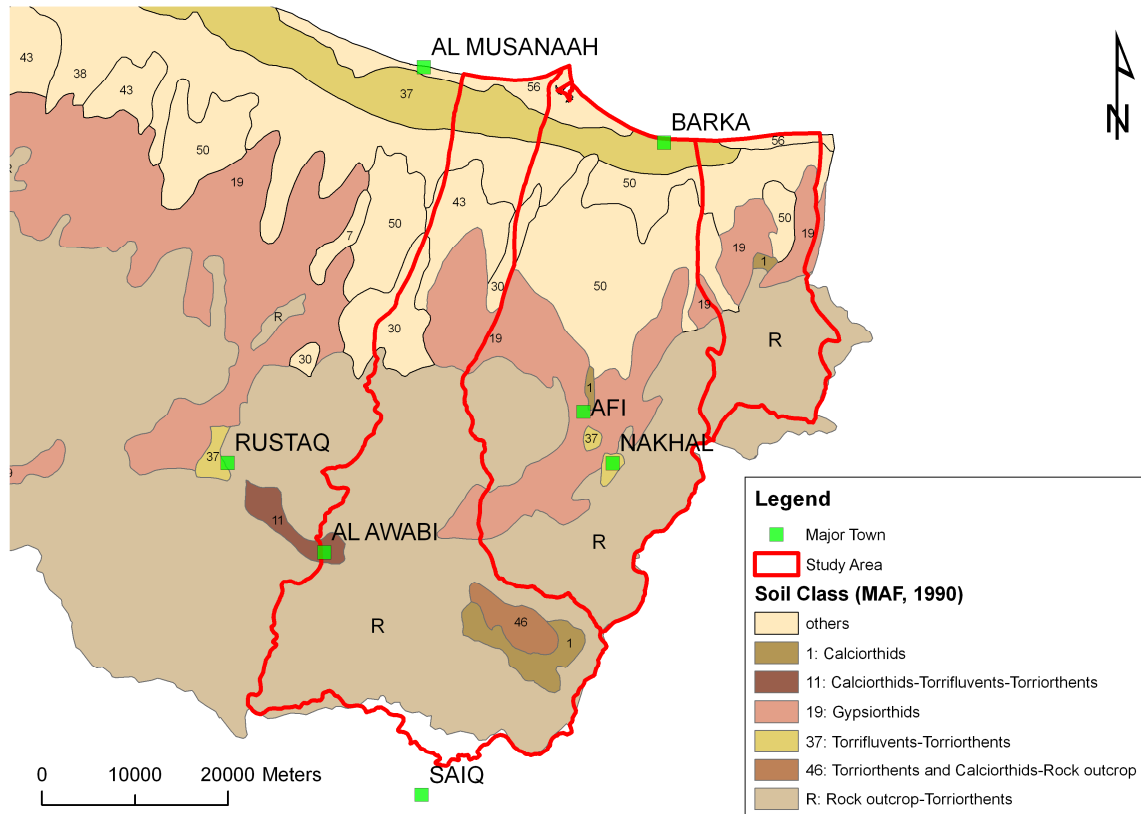 AL MUSANAAH
43
38
43
37
56
N
BARKA
56
50
50
R
19
43
50
19
50
7
50
19
1
19
30
30
R
30
19
R
1
AFI
37
NAKHAL
RUSTAQ
37
9
11
AL AWABI
R
R
46
1
SAIQ
0 10000 20000 Meters
Legend
Major Town
Study Area
Soil Class (MAF, 1990)
others
1: Calciorthids
11: Calciorthids-Torrifluvents-Torriorthents
19: Gypsiorthids
37: Torrifluvents-Torriorthents
46: Torriorthents and Calciorthids-Rock outcrop
R: Rock outcrop-Torriorthents